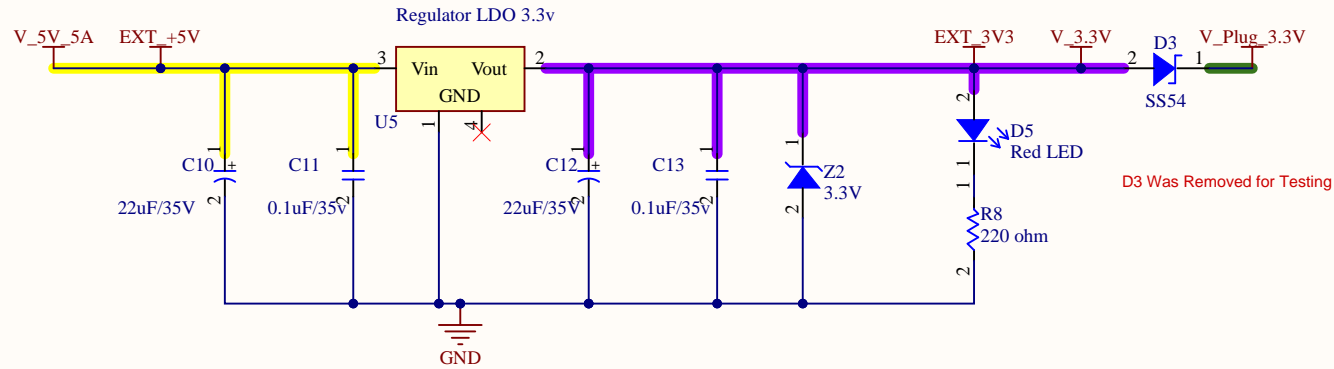 Regulator LDO 3.3v
V_5V_5A
EXT_+5V
EXT_3V3
V_3.3V
D3
V_Plug_3.3V
3
Vin
Vout
2
2
1
GND
SS54
U5
1
4
2
D5
Red LED
1
C10
+
1
C11
1
C12
+
1
C13
1
Z2
3.3V
1
1
D3 Was Removed for Testing
22uF/35V
2
0.1uF/35v
2
22uF/35V
2
0.1uF/35v
2
2
R8
220 ohm
2
GND